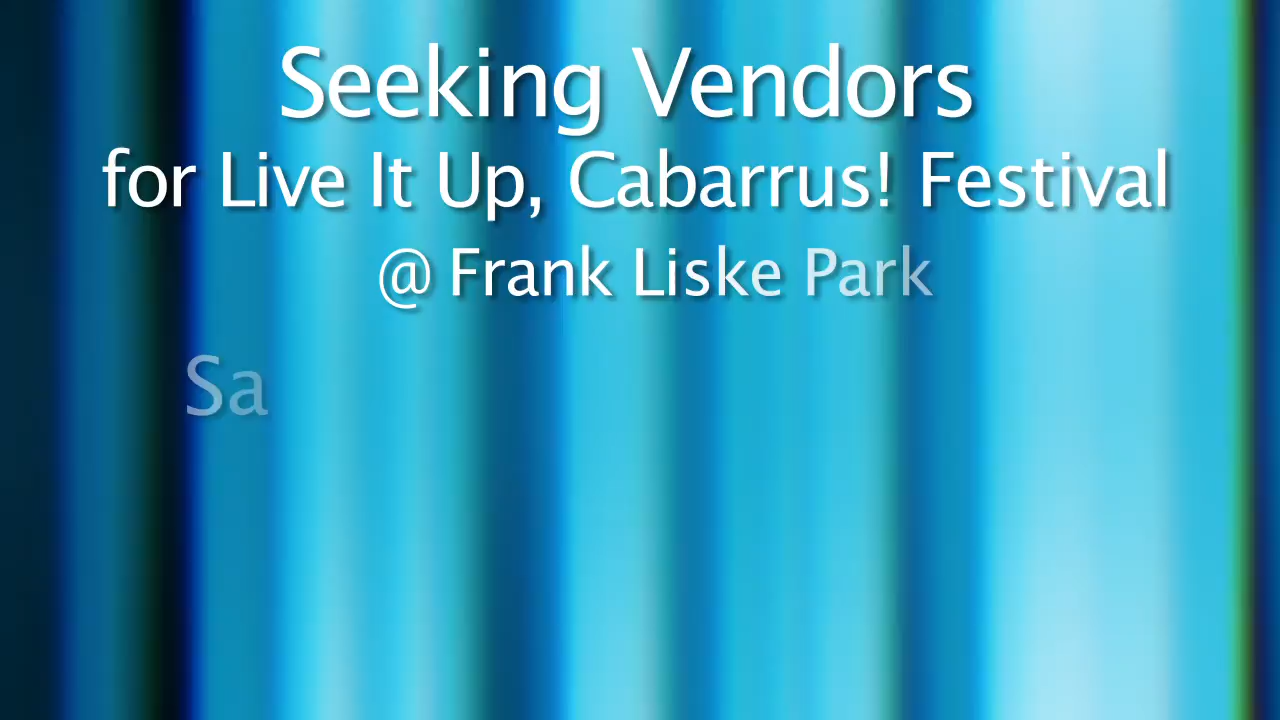 Seeking Vendors
for Live It Up, Cabarrus! Festival
@ Frank Liske Park
Sa